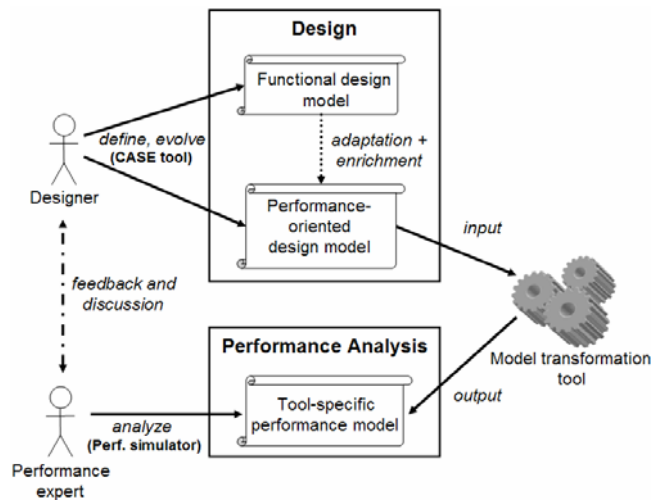 Design
Functional design
model
define, evolve
(CASE tool)
adaptation +
enrichment
Designer
Performance-
oriented
design model
input
feedback and
discussion
Model transformation
tool
Performance Analysis
Tool-specific
performance model
output
analyze
(Perf. simulator)
Performance
expert